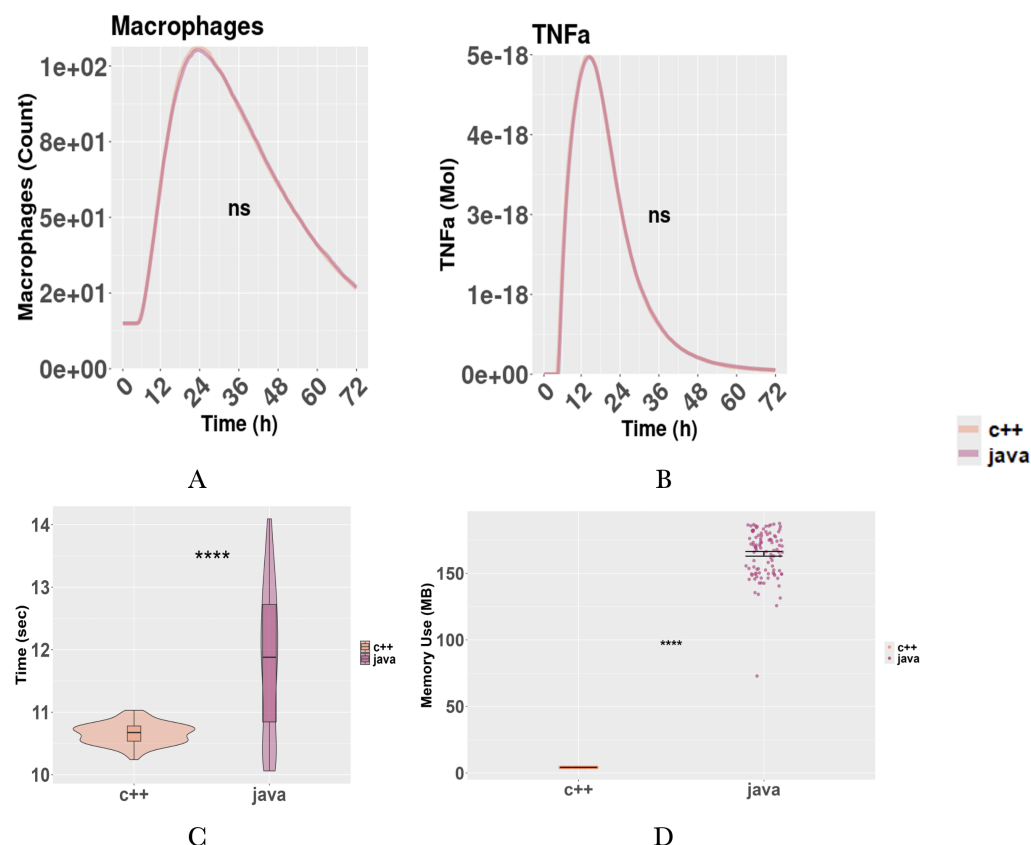 Macrophages
Macrophages (Count)
1e+02
8e+01
5e+01
2e+01
0e+00
ns
0 12 24 36 48 60 72
Time (h)
A
TNFa
TNFa (Mol)
5e-18
4e-18
3e-18
1e-18
0e+00
ns
0 12 24 36 48 60 72
Time (h)
B
c++
java
Time (sec)
14
13
12
11
10
****
c++ java
c++
java
C
Memory Use (MB)
150
100
50
0
****
c++ java
c++
java
D